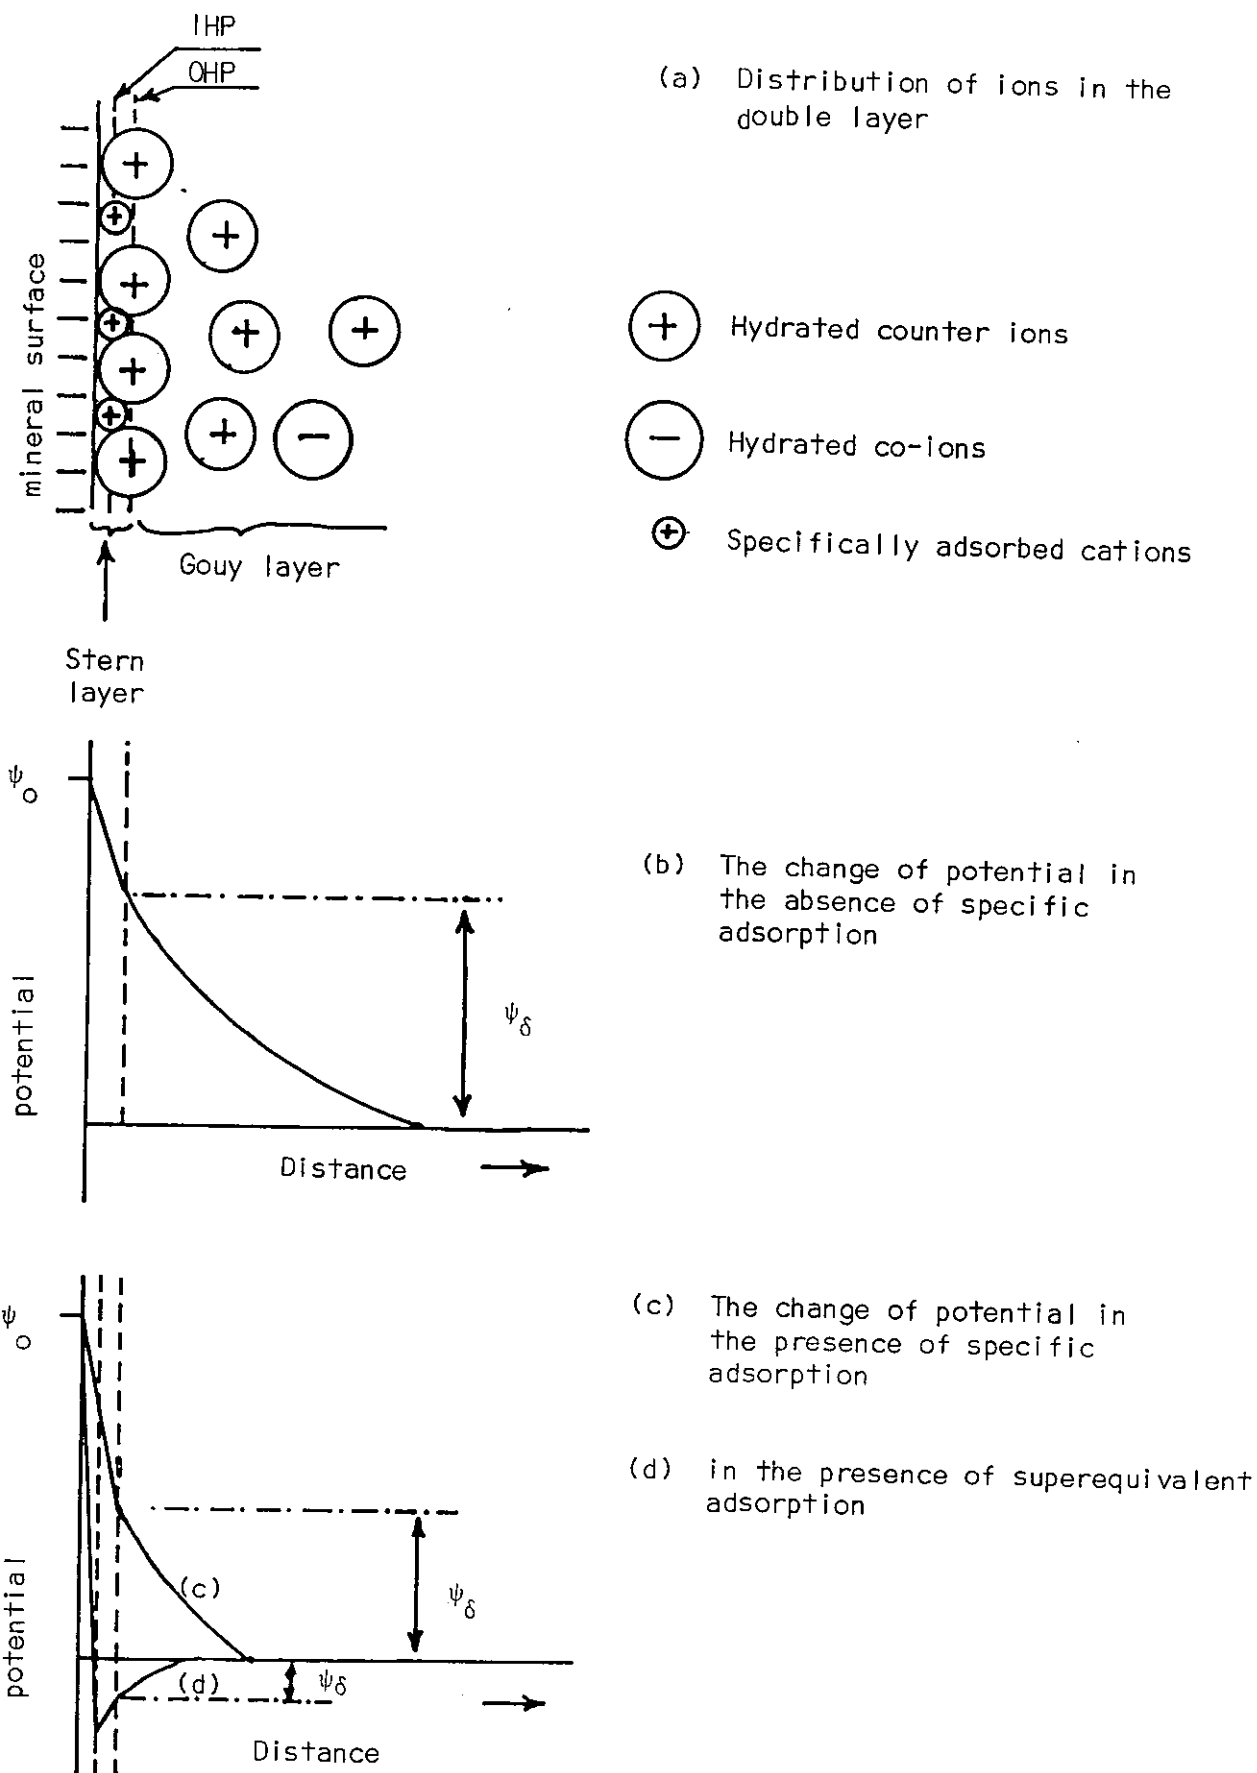 IHP
OHP
(a) Distribution of ions in the
double layer
mineral surface
+ Hydrated counter ions
− Hydrated co-ions
+ Specifically adsorbed cations
Gouy layer
Stern
layer
ψo
potential
ψδ
Distance
(b) The change of potential in
the absence of specific
adsorption
ψo
potential
(c)
ψδ
(d)
ψδ
Distance
(c) The change of potential in
the presence of specific
adsorption
(d) in the presence of superequivalent
adsorption